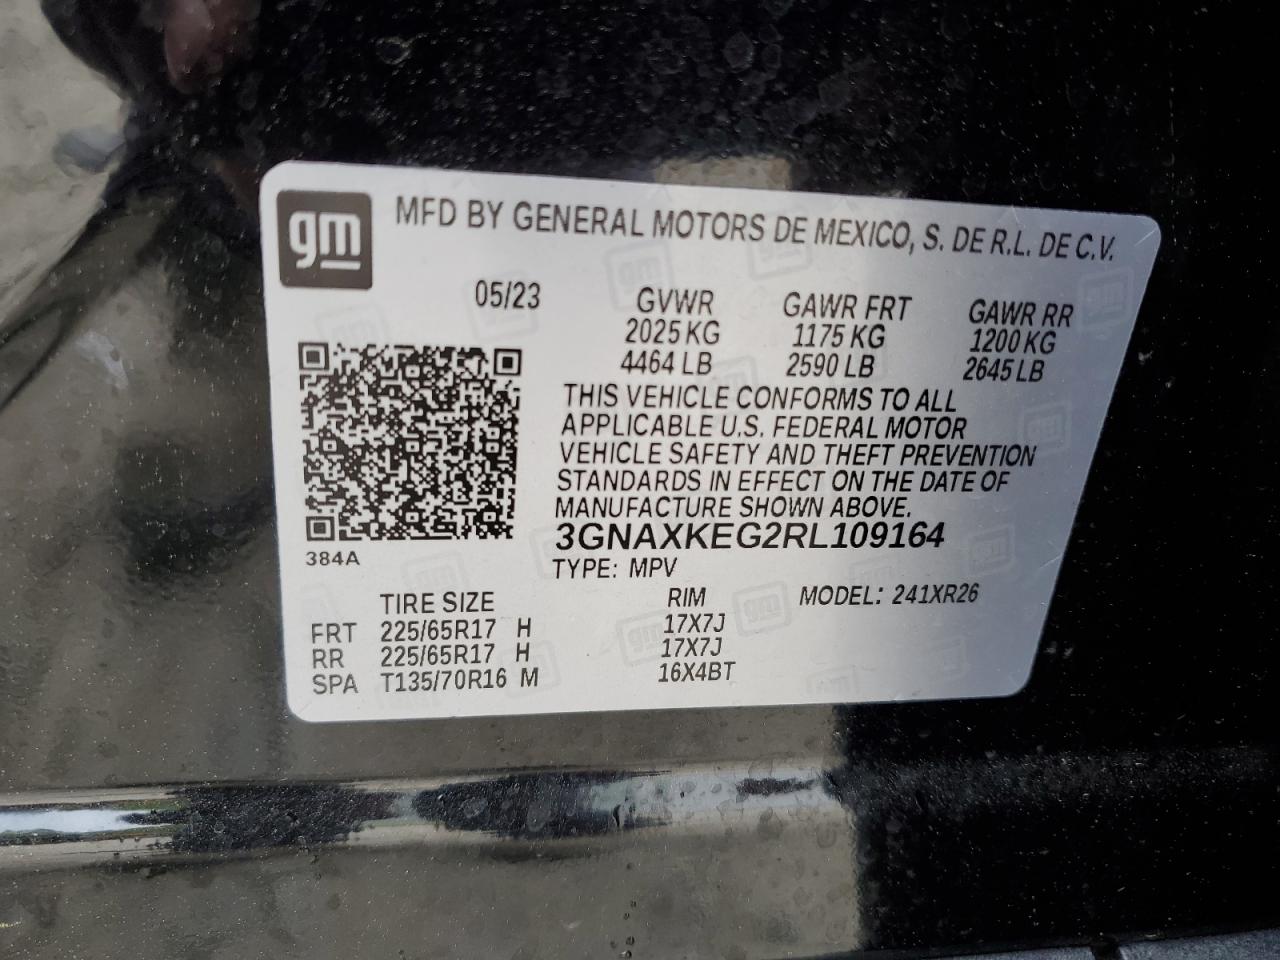 gm
MFD BY GENERAL MOTORS DE MEXICO, S. DE R.L. DE C.V.
05/23 GVWR GAWR FRT GAWR RR
2025 KG 1175 KG 1200 KG
4464 LB 2590 LB 2645 LB
THIS VEHICLE CONFORMS TO ALL
APPLICABLE U.S. FEDERAL MOTOR
VEHICLE SAFETY AND THEFT PREVENTION
STANDARDS IN EFFECT ON THE DATE OF
MANUFACTURE SHOWN ABOVE.
3GNAXKEG2RL109164
384A
TYPE: MPV
TIRE SIZE RIM MODEL: 241XR26
FRT 225/65R17 H 17X7J
RR 225/65R17 H 17X7J
SPA T135/70R16 M 16X4BT